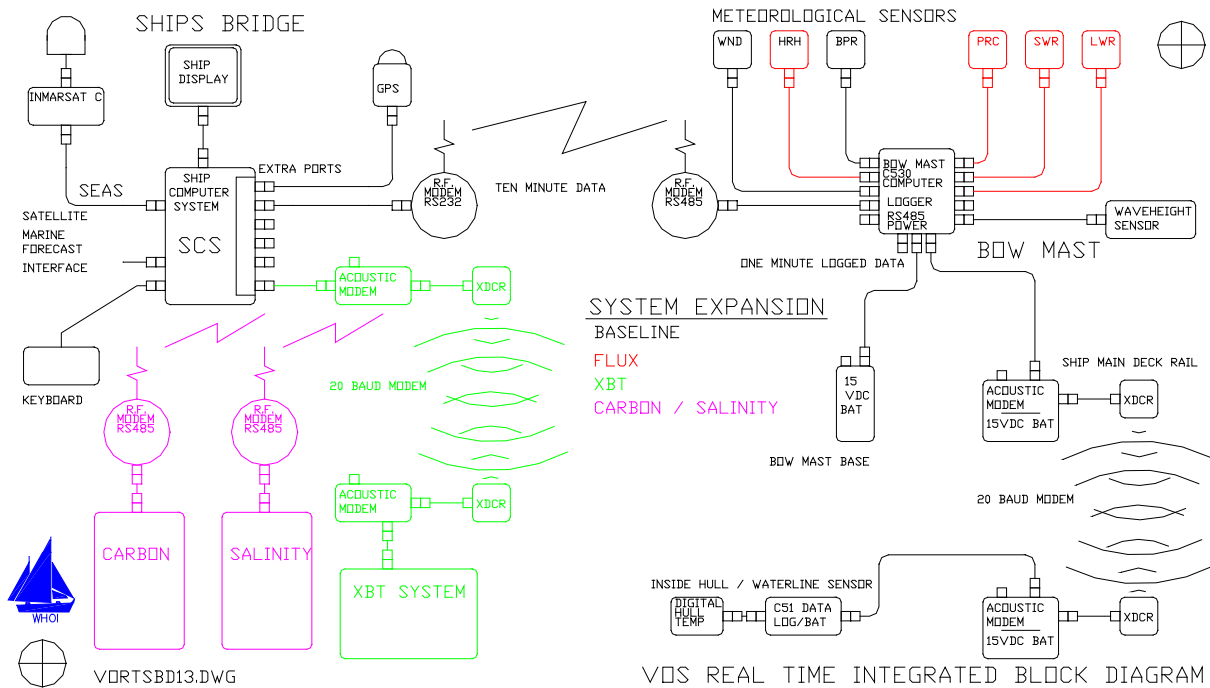 SHIPS BRIDGE
METEOROLOGICAL SENSORS
INMARSAT C
SHIP
DISPLAY
GPS
WND
HRH
BPR
PRC
SWR
LWR
SEAS
SHIP
COMPUTER
SYSTEM
SCS
EXTRA PORTS
R.F.
MODEM
RS232
TEN MINUTE DATA
R.F.
MODEM
RS485
BOW MAST
C530
COMPUTER
LOGGER
RS485
POWER
WAVEHEIGHT
SENSOR
BOW MAST
SATELLITE
MARINE
FORECAST
INTERFACE
ONE MINUTE LOGGED DATA
ACOUSTIC
MODEM
XDCR
KEYBOARD
SYSTEM EXPANSION
BASELINE
FLUX
XBT
CARBON / SALINITY
20 BAUD MODEM
R.F.
MODEM
RS485
R.F.
MODEM
RS485
15
VDC
BAT
BOW MAST BASE
SHIP MAIN DECK RAIL
ACOUSTIC
MODEM
15VDC BAT
XDCR
20 BAUD MODEM
ACOUSTIC
MODEM
XDCR
CARBON
SALINITY
XBT SYSTEM
WHOI
INSIDE HULL / WATERLINE SENSOR
DIGITAL
HULL
TEMP
C51 DATA
LOG/BAT
ACOUSTIC
MODEM
15VDC BAT
XDCR
VORTSBD13.DWG
VOS REAL TIME INTEGRATED BLOCK DIAGRAM